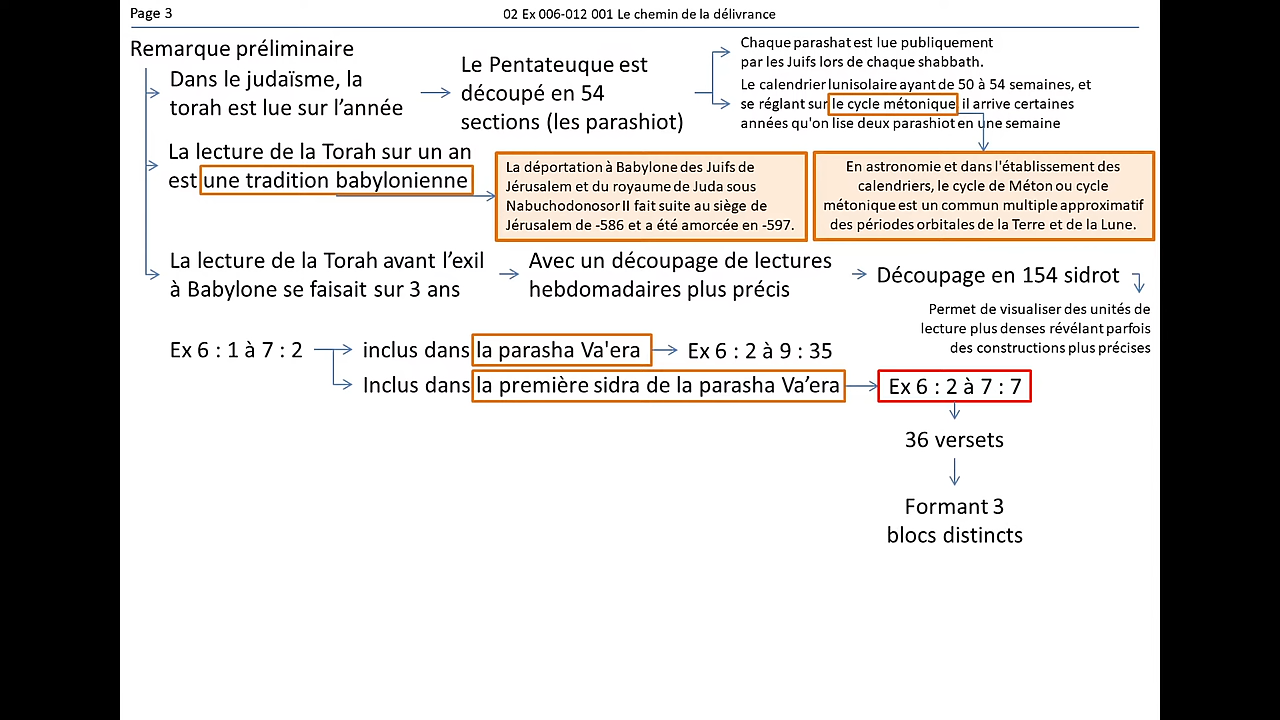 Page 3
02 Ex 006-012 001 Le chemin de la délivrance
Remarque préliminaire
Dans le judaïsme, la
torah est lue sur l'année
Le Pentateuque est
découpé en 54
sections (les parashiot)
Chaque parashat est lue publiquement
par les Juifs lors de chaque shabbath.
Le calendrier lunisolaire ayant de 50 à 54 semaines, et
se réglant sur le cycle métonique, il arrive certaines
années qu'on lise deux parashiot en une semaine
La lecture de la Torah sur un an
est une tradition babylonienne
La déportation à Babylone des Juifs de
Jérusalem et du royaume de Juda sous
Nabuchodonosor II fait suite au siège de
Jérusalem de -586 et a été amorcée en -597.
En astronomie et dans l'établissement des
calendriers, le cycle de Méton ou cycle
métonique est un commun multiple approximatif
des périodes orbitales de la Terre et de la Lune.
La lecture de la Torah avant l'exil
à Babylone se faisait sur 3 ans
Avec un découpage de lectures
hebdomadaires plus précis
Découpage en 154 sidrot
Permet de visualiser des unités de
lecture plus denses révélant parfois
des constructions plus précises
Ex 6 : 1 à 7 : 2
inclus dans la parasha Va'era
Ex 6 : 2 à 9 : 35
Inclus dans la première sidra de la parasha Va'era
Ex 6 : 2 à 7 : 7
36 versets
Formant 3
blocs distincts